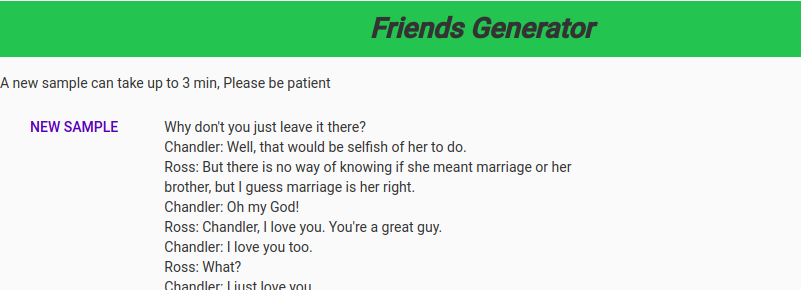 Friends Generator
A new sample can take up to 3 min, Please be patient
NEW SAMPLE
Why don't you just leave it there?
Chandler: Well, that would be selfish of her to do.
Ross: But there is no way of knowing if she meant marriage or her
brother, but I guess marriage is her right.
Chandler: Oh my God!
Ross: Chandler, I love you. You're a great guy.
Chandler: I love you too.
Ross: What?
Chandler: I just love you